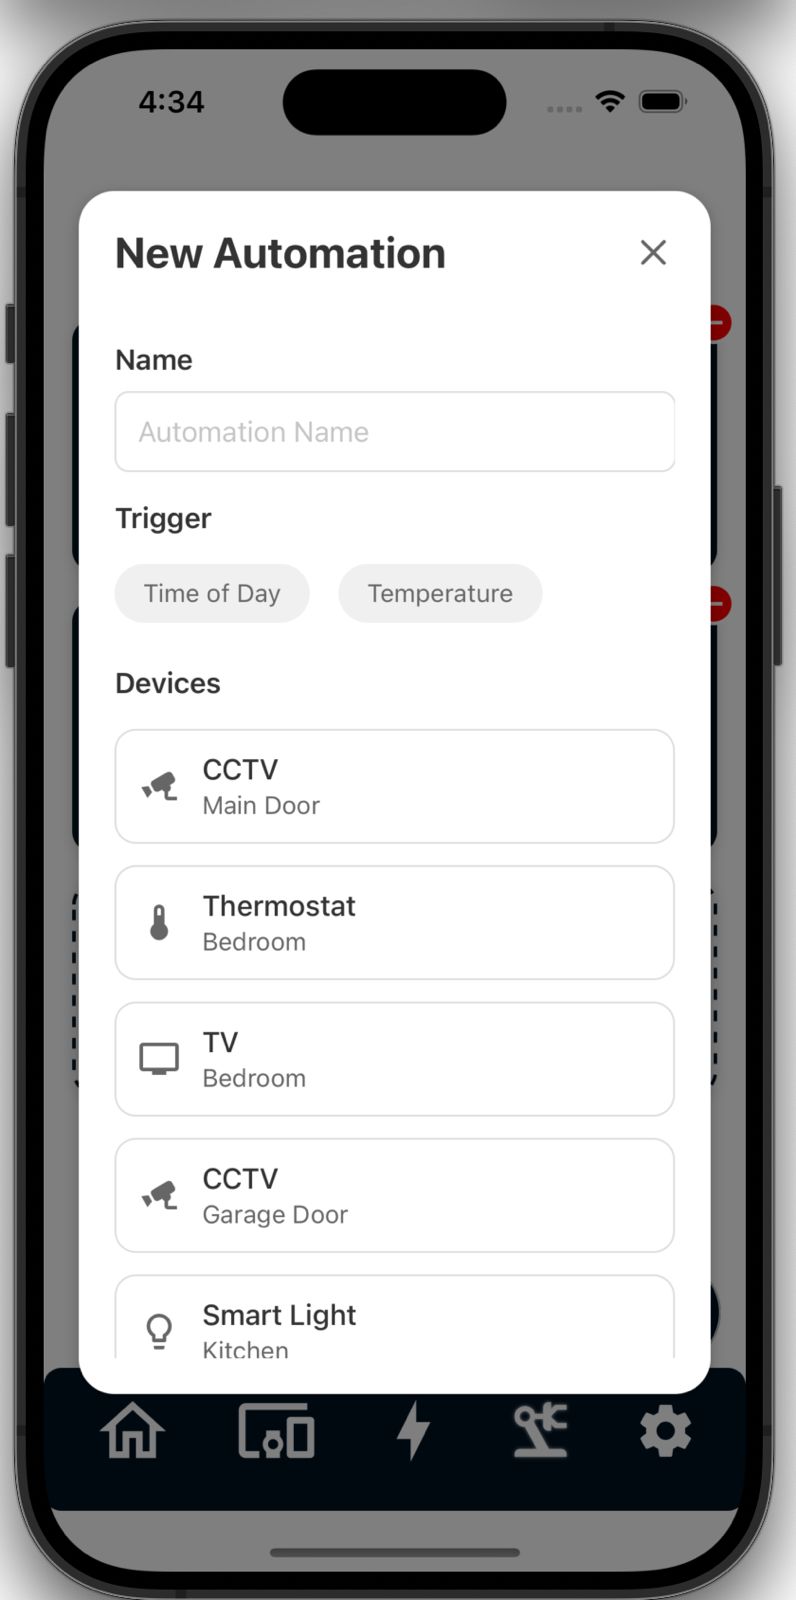 4:34
New Automation
Name
Automation Name
Trigger
Time of Day
Temperature
Devices
CCTV
Main Door
Thermostat
Bedroom
TV
Bedroom
CCTV
Garage Door
Smart Light
Kitchen